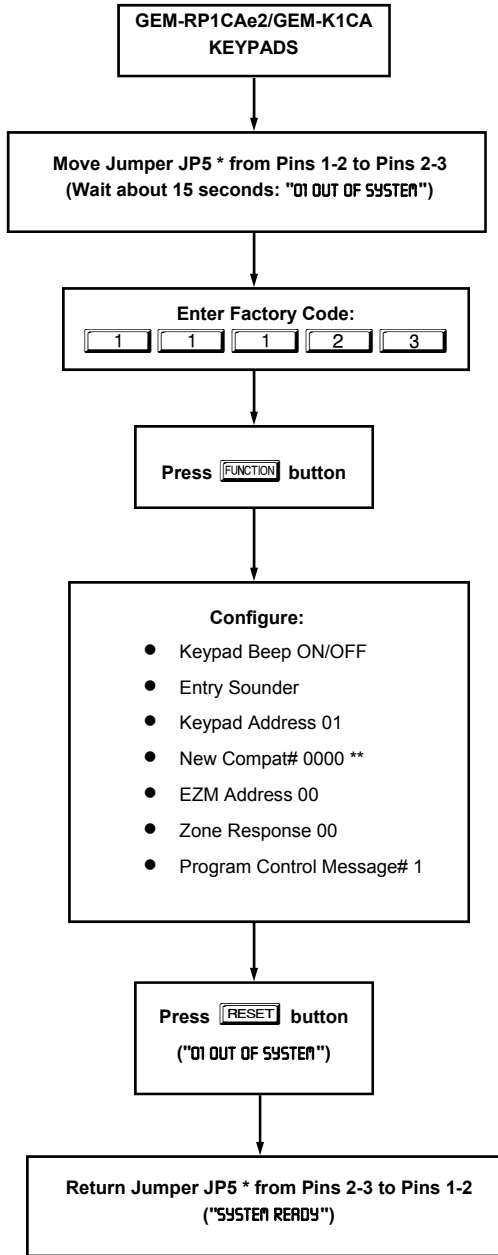 GEM-RP1CAe2/GEM-K1CA
KEYPADS
Move Jumper JP5 * from Pins 1-2 to Pins 2-3
(Wait about 15 seconds: "01 OUT OF SYSTEM")
Enter Factory Code:
1 1 1 2 3
Press FUNCTION button
Configure:
● Keypad Beep ON/OFF
● Entry Sounder
● Keypad Address 01
● New Compat# 0000 **
● EZM Address 00
● Zone Response 00
● Program Control Message# 1
Press RESET button
("01 OUT OF SYSTEM")
Return Jumper JP5 * from Pins 2-3 to Pins 1-2
("SYSTEM READY")